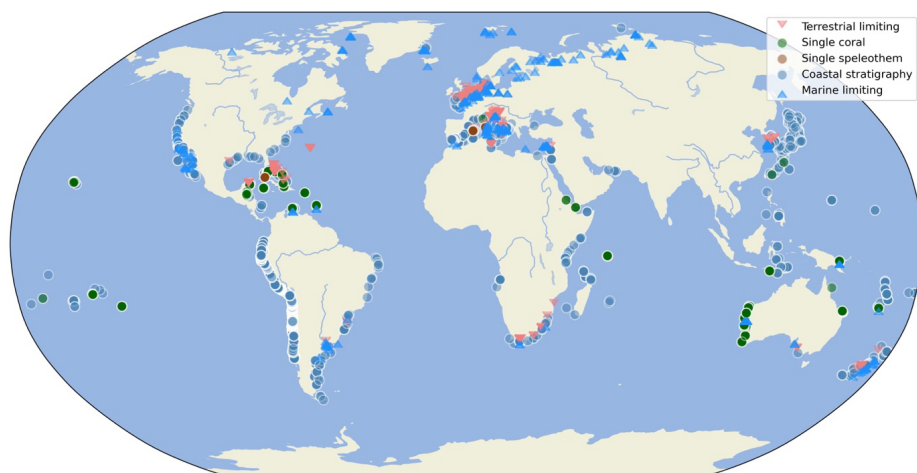 Terrestrial limiting
Single coral
Single speleothem
Coastal stratigraphy
Marine limiting